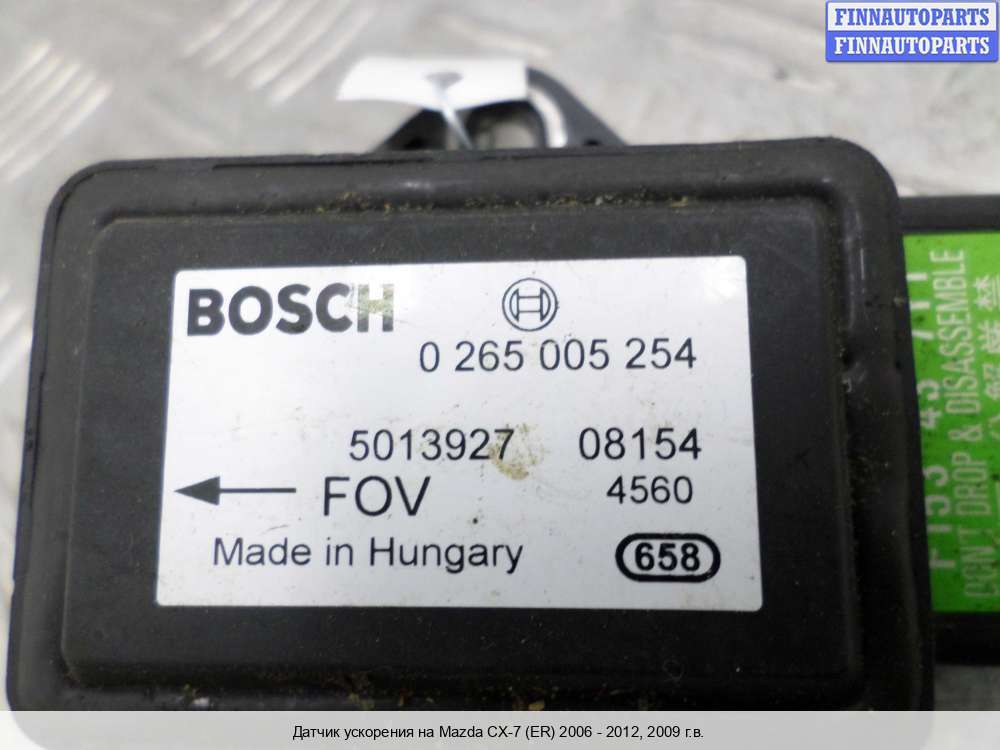 FINNAUTOPARTS
FINNAUTOPARTS
BOSCH
0 265 005 254
5013927 08154
FOV 4560
Made in Hungary 658
DON'T DROP & DISASSEMBLE
Датчик ускорения на Mazda CX-7 (ER) 2006 - 2012, 2009 г.в.